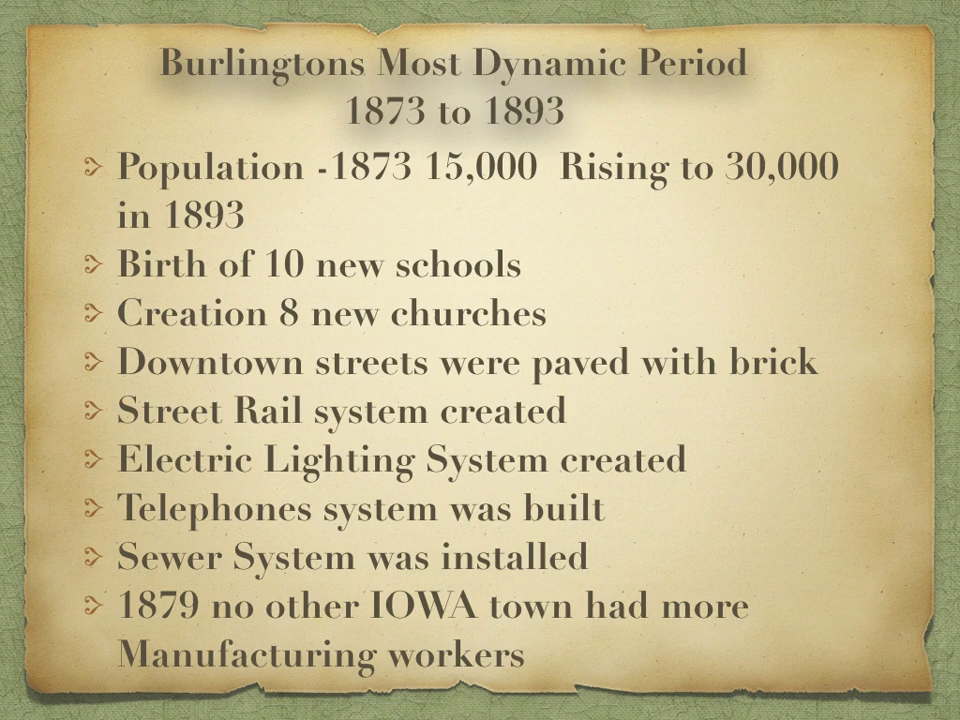 Burlingtons Most Dynamic Period
1873 to 1893
Population -1873 15,000 Rising to 30,000
in 1893
Birth of 10 new schools
Creation 8 new churches
Downtown streets were paved with brick
Street Rail system created
Electric Lighting System created
Telephones system was built
Sewer System was installed
1879 no other IOWA town had more
Manufacturing workers